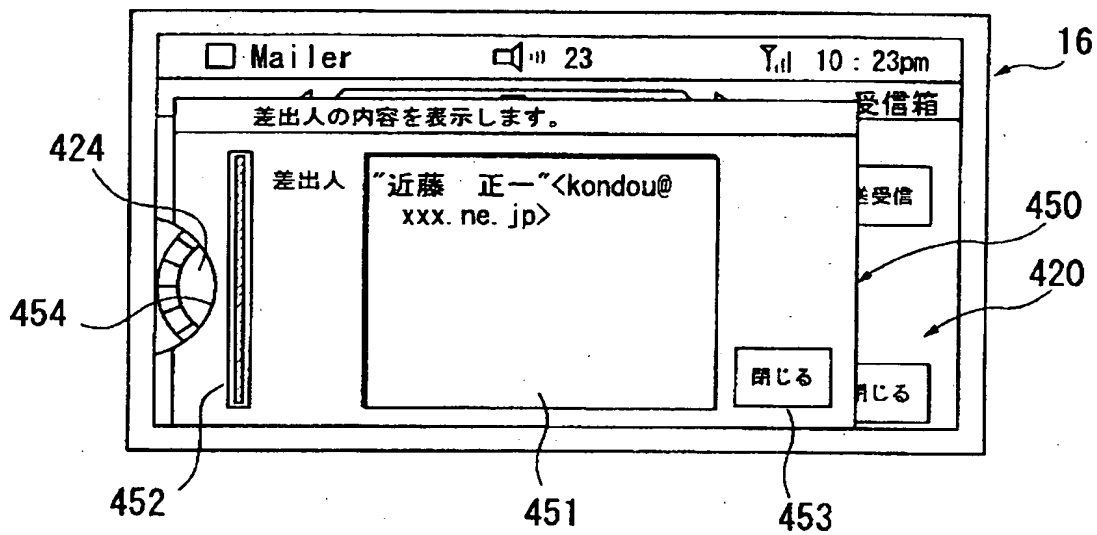 Mailer 23 10:23pm
受信箱
差出人の内容を表示します。
差出人
"近藤 正一"<kondou@
xxx.ne.jp>
受信
閉じる
じる
16
424
450
420
454
452
451
453